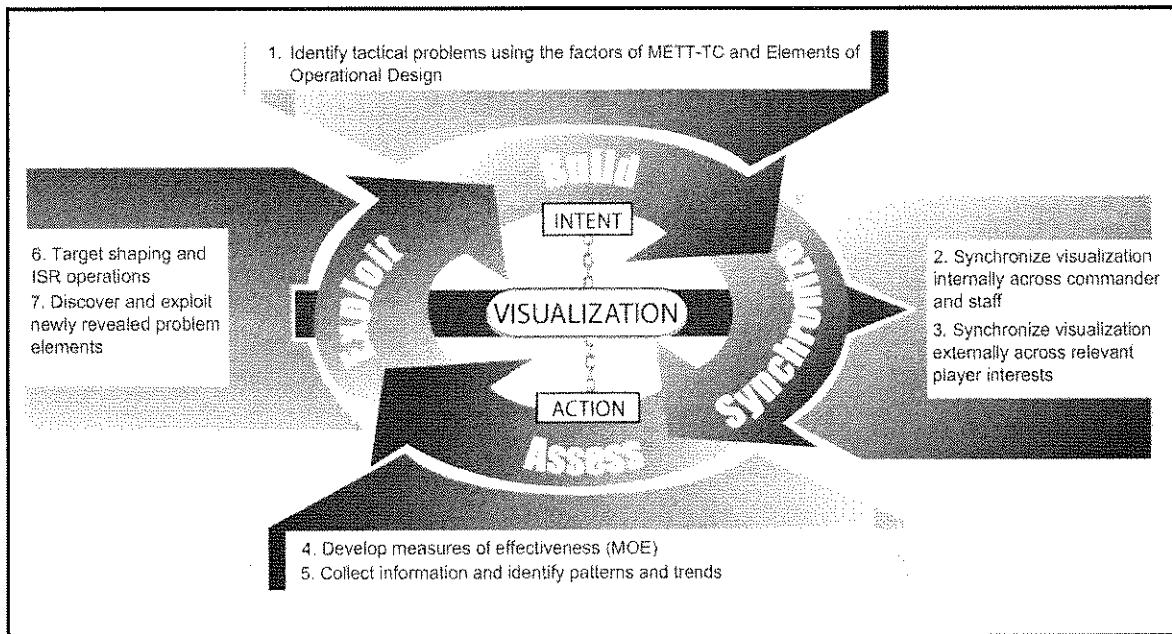 1. Identify tactical problems using the factors of METT-TC and Elements of
Operational Design
Build
INTENT
6. Target shaping and
ISR operations
7. Discover and exploit
newly revealed problem
elements
Exploit
VISUALIZATION
Synchronize
2. Synchronize visualization
internally across commander
and staff
3. Synchronize visualization
externally across relevant
player interests
ACTION
Assess
4. Develop measures of effectiveness (MOE)
5. Collect information and identify patterns and trends